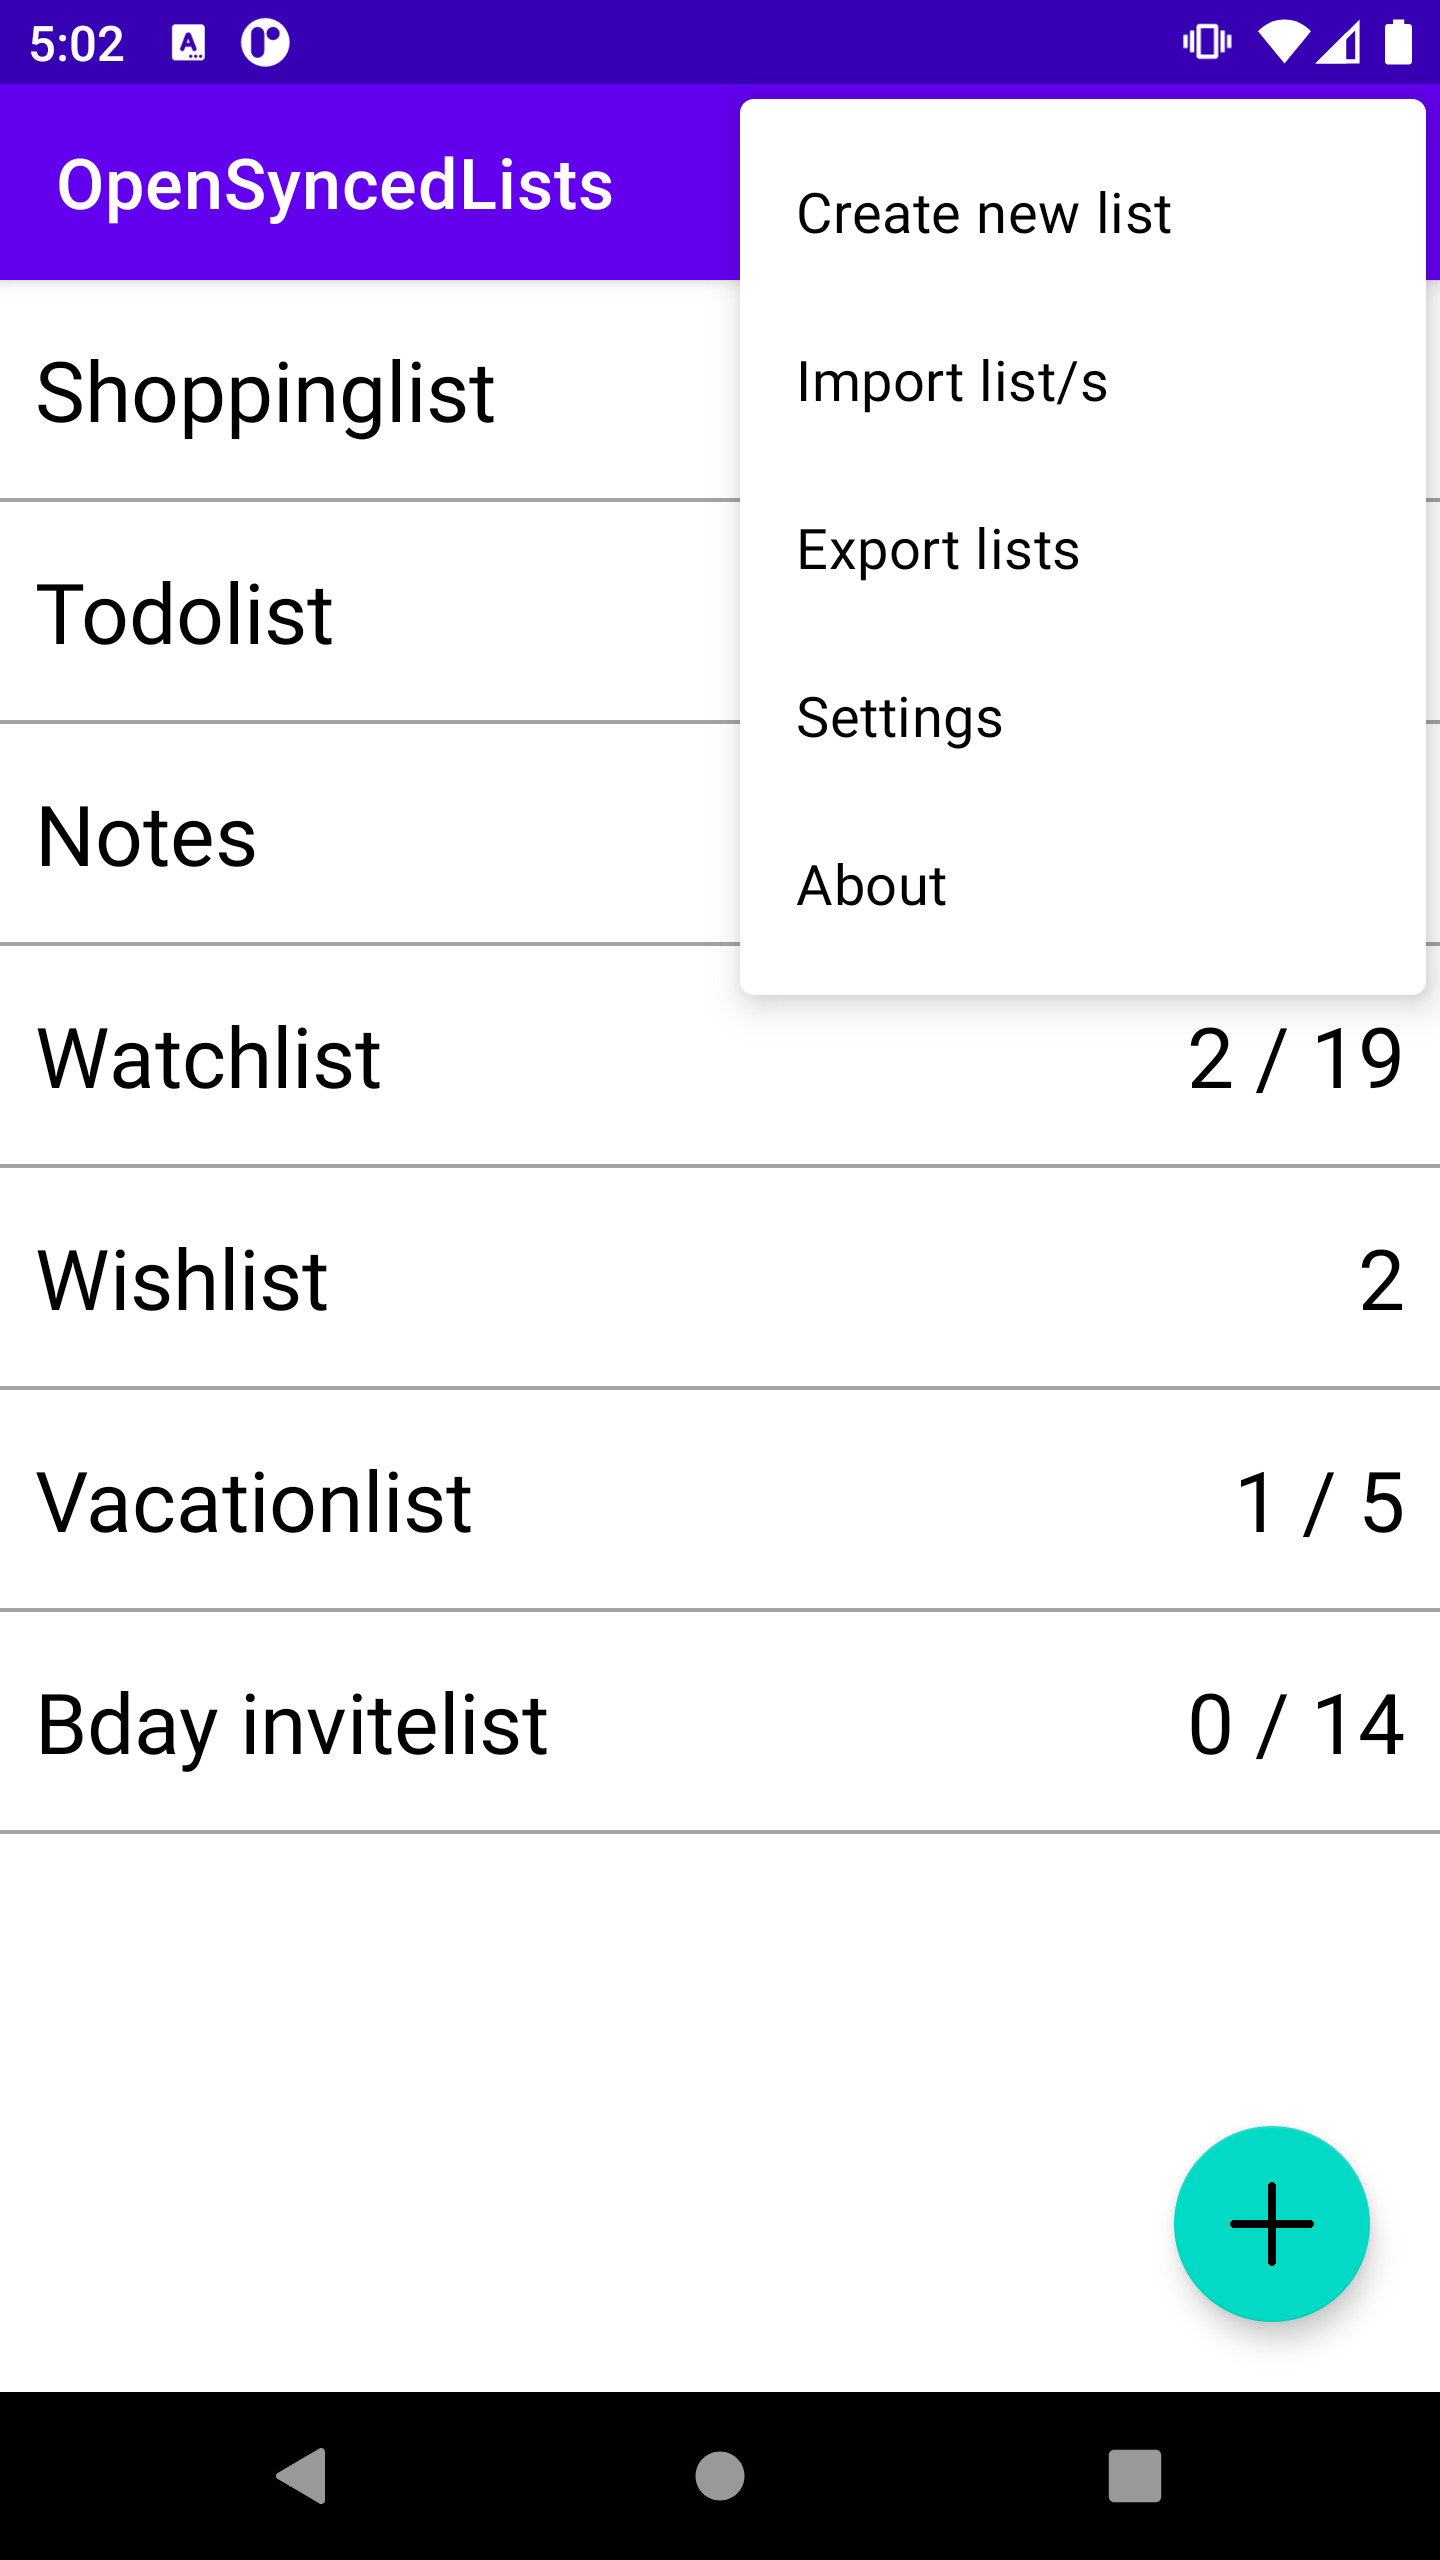 5:02
OpenSyncedLists
Create new list
Import list/s
Export lists
Settings
About
Shoppinglist
Todolist
Notes
Watchlist 2 / 19
Wishlist 2
Vacationlist 1 / 5
Bday invitelist 0 / 14